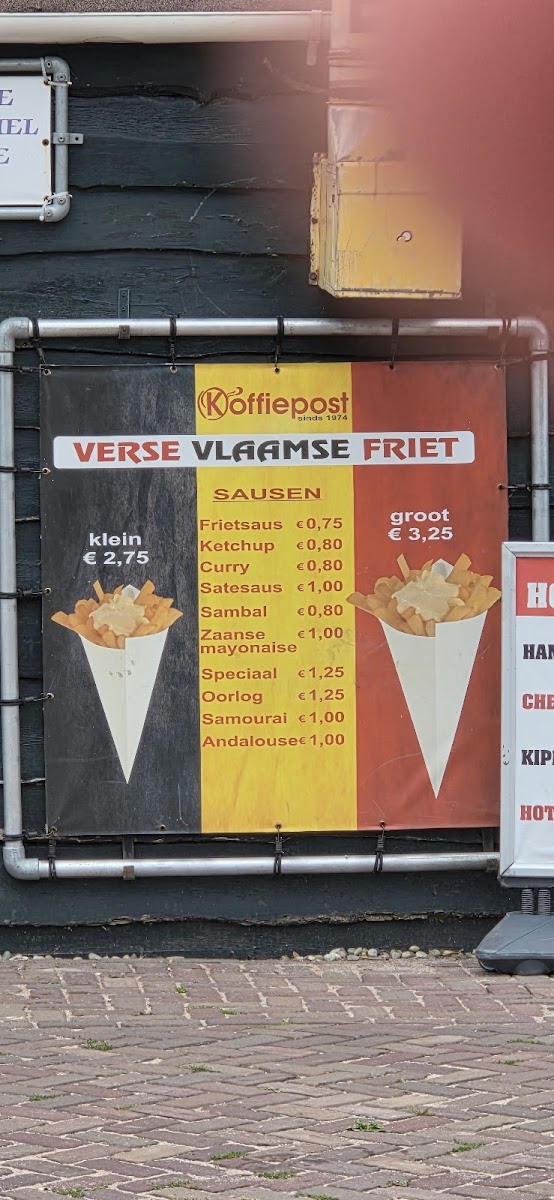 Koffiepost
sinds 1974
VERSE VLAAMSE FRIET
SAUSEN
klein
€ 2,75
Frietsaus € 0,75
Ketchup € 0,80
Curry € 0,80
Satesaus € 1,00
Sambal € 0,80
Zaanse € 1,00
mayonaise
Speciaal € 1,25
Oorlog € 1,25
Samourai € 1,00
Andalouse € 1,00
groot
€ 3,25